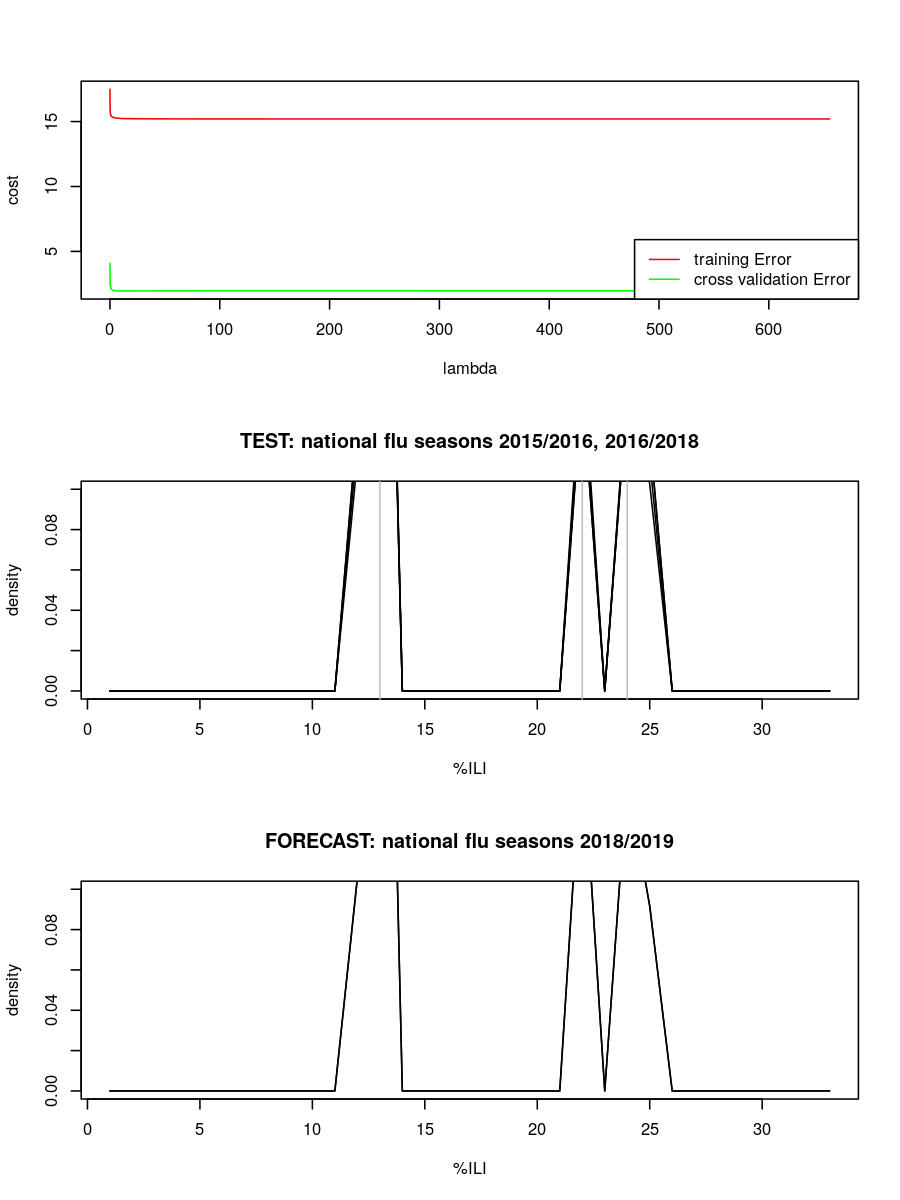 cost
15
10
5
training Error
cross validation Error
0 100 200 300 400 500 600
lambda
TEST: national flu seasons 2015/2016, 2016/2018
density
0.08
0.04
0.00
0 5 10 15 20 25 30
%ILI
FORECAST: national flu seasons 2018/2019
density
0.08
0.04
0.00
0 5 10 15 20 25 30
%ILI